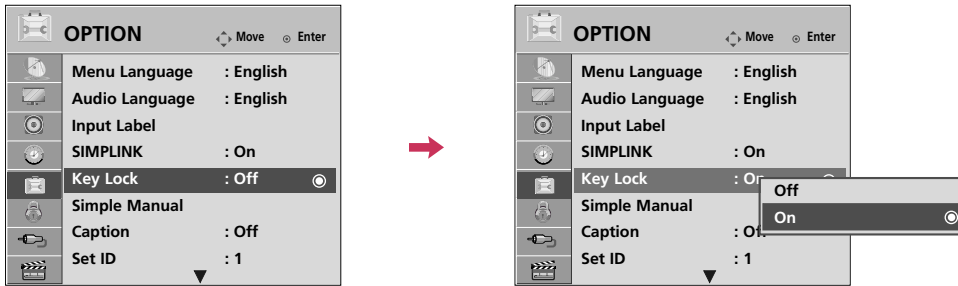 OPTION
Move
Enter
Menu Language : English
Audio Language : English
Input Label
SIMPLINK : On
Key Lock : Off
Simple Manual
Caption : Off
Set ID : 1
OPTION
Move
Enter
Menu Language : English
Audio Language : English
Input Label
SIMPLINK : On
Key Lock : On
Simple Manual
Caption : Of
Set ID : 1
Off
On